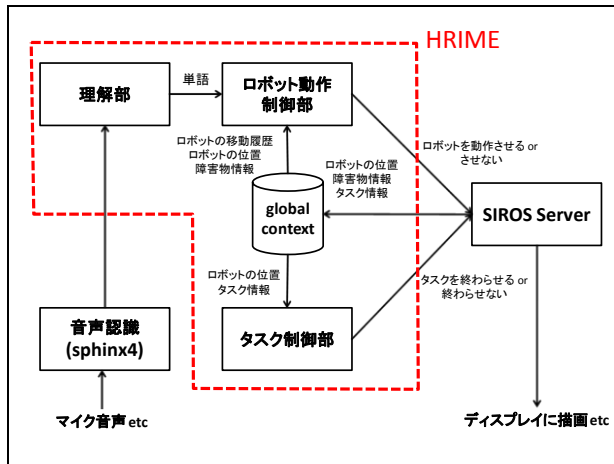 HRIME
理解部
単語
ロボット動作
制御部
ロボットの移動履歴
ロボットの位置
障害物情報
ロボットを動作させる or
させない
ロボットの位置
障害物情報
タスク情報
global
context
SIROS Server
ロボットの位置
タスク情報
タスクを終わらせる or
終わらせない
音声認識
(sphinx4)
タスク制御部
マイク音声 etc
ディスプレイに描画 etc